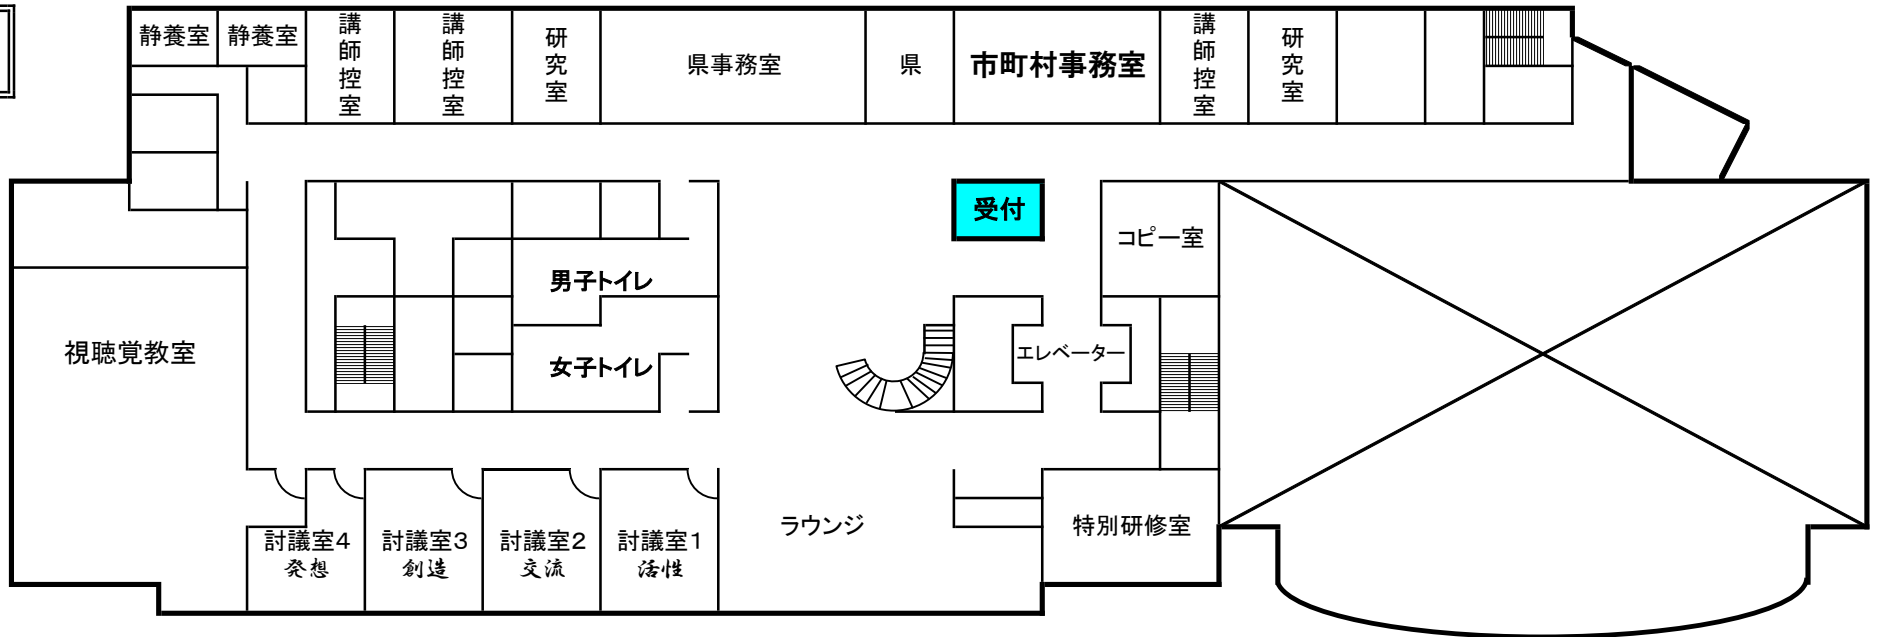 静養室
静養室
講師控室
講師控室
研究室
県事務室
県
市町村事務室
講師控室
研究室
受付
コピー室
男子トイレ
女子トイレ
視聴覚教室
エレベーター
ラウンジ
特別研修室
討議室4
発想
討議室3
創造
討議室2
交流
討議室1
活性